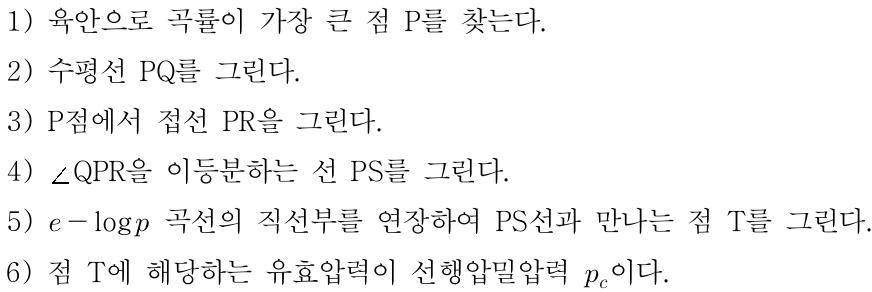 1) 육안으로 곡률이 가장 큰 점 P를 찾는다.
2) 수평선 PQ를 그린다.
3) P점에서 접선 PR을 그린다.
4) ∠QPR을 이등분하는 선 PS를 그린다.
5) e－log p 곡선의 직선부를 연장하여 PS선과 만나는 점 T를 그린다.
6) 점 T에 해당하는 유효압력이 선행압밀압력 p_c이다.